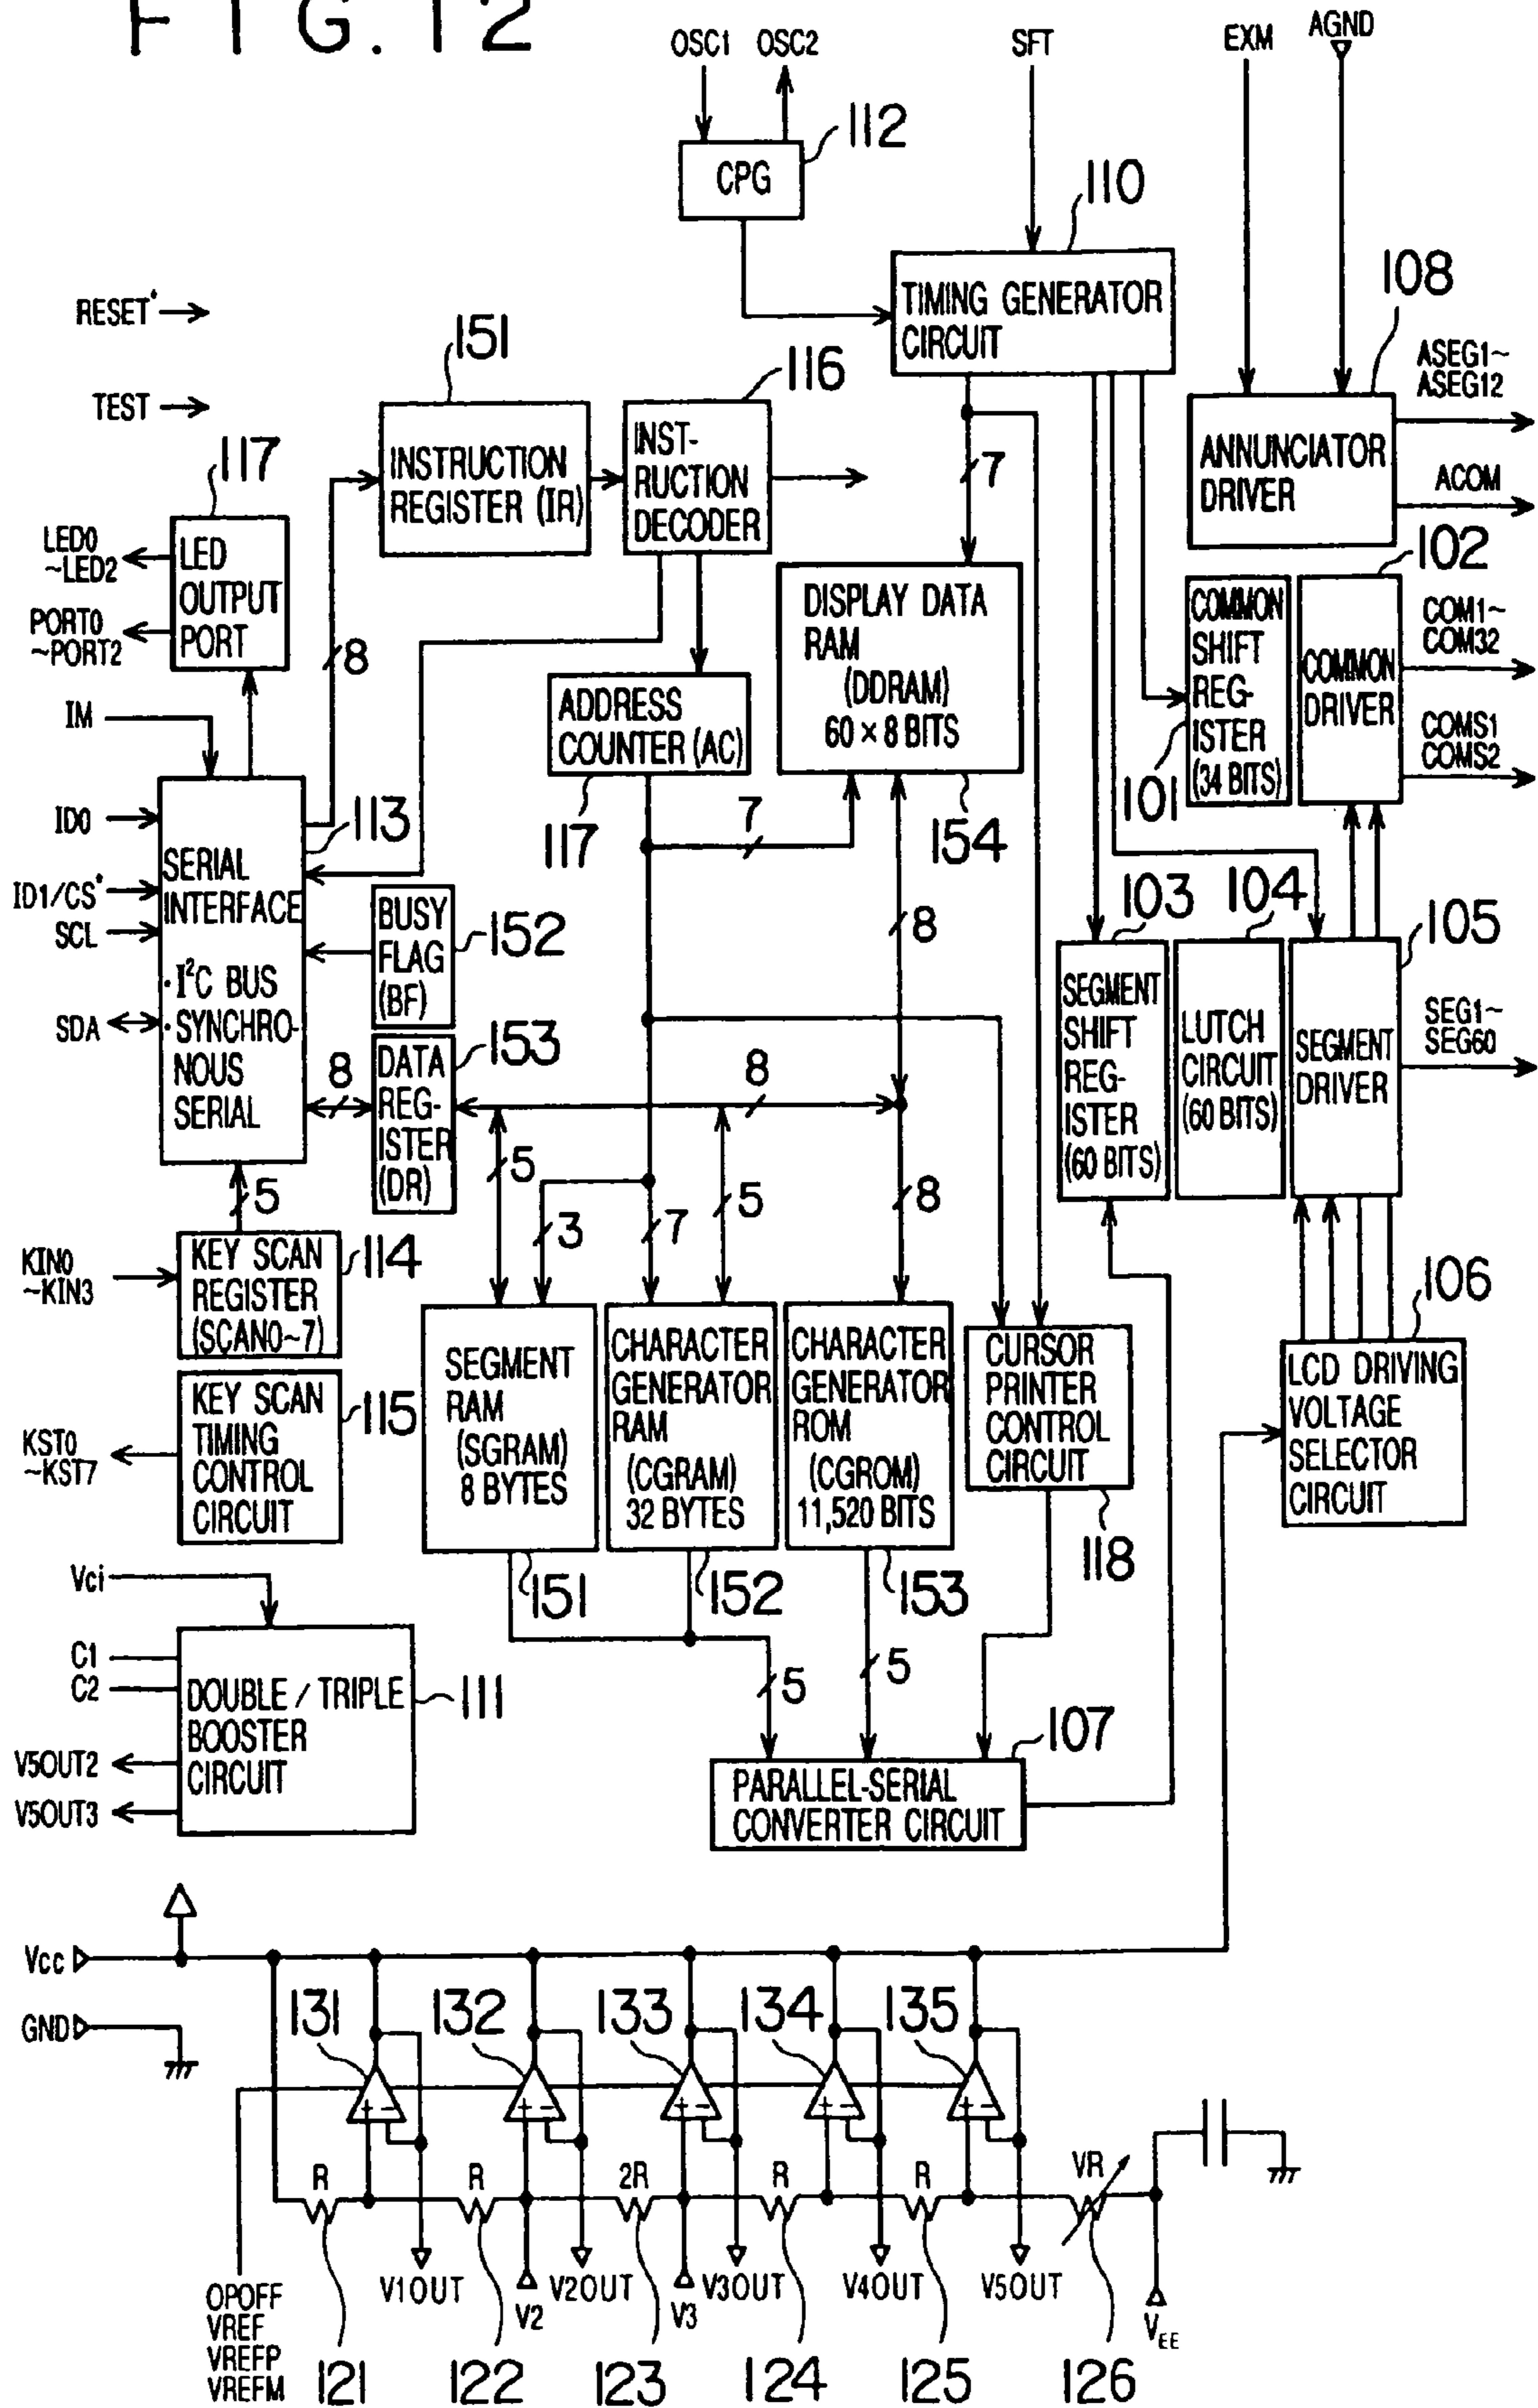 FIG. 12
OSC1
OSC2
SFT
EXM
AGND
112
CPG
110
TIMING GENERATOR
CIRCUIT
108
RESET*
TEST
151
INSTRUCTION
REGISTER (IR)
116
INST-
RUCTION
DECODER
7
ANNUNCIATOR
DRIVER
ASEG1~
ASEG12
ACOM
117
LED
OUTPUT
PORT
LED0
~LED2
PORT0
~PORT2
8
DISPLAY DATA
RAM
(DDRAM)
60 × 8 BITS
154
COMMON
SHIFT
REG-
ISTER
(34 BITS)
101
102
COMMON
DRIVER
COM1~
COM32
COMS1
COMS2
IM
ADDRESS
COUNTER (AC)
117
7
ID0
ID1/CS*
SCL
SDA
113
SERIAL
INTERFACE
·I²C BUS
·SYNCHRO-
NOUS
SERIAL
BUSY
FLAG
(BF)
152
8
103
104
105
SEGMENT
SHIFT
REG-
ISTER
(60 BITS)
LUTCH
CIRCUIT
(60 BITS)
SEGMENT
DRIVER
SEG1~
SEG60
8
DATA
REG-
ISTER
(DR)
153
8
5
3
7
5
8
5
KIN0
~KIN3
KEY SCAN
REGISTER
(SCAN0~7)
114
106
LCD DRIVING
VOLTAGE
SELECTOR
CIRCUIT
KST0
~KST7
KEY SCAN
TIMING
CONTROL
CIRCUIT
115
SEGMENT
RAM
(SGRAM)
8 BYTES
151
CHARACTER
GENERATOR
RAM
(CGRAM)
32 BYTES
152
CHARACTER
GENERATOR
ROM
(CGROM)
11,520 BITS
153
CURSOR
PRINTER
CONTROL
CIRCUIT
118
Vci
C1
C2
V5OUT2
V5OUT3
DOUBLE / TRIPLE
BOOSTER
CIRCUIT
111
5
5
107
PARALLEL-SERIAL
CONVERTER CIRCUIT
Vcc
GND
131
132
133
134
135
+ -
+ -
+ -
+ -
+ -
R
R
2R
R
R
VR
V1OUT
V2
V2OUT
V3
V3OUT
V4OUT
V5OUT
VEE
OPOFF
VREF
VREFP
VREFM
121
122
123
124
125
126